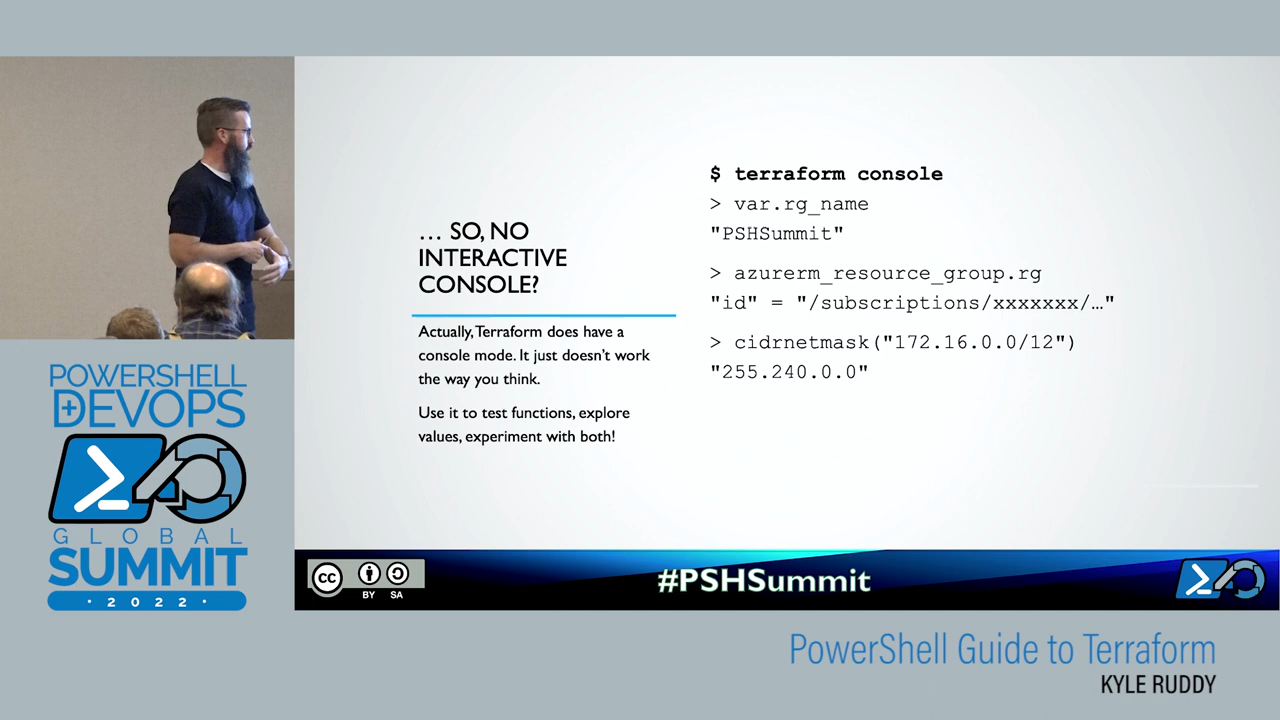 … SO, NO
INTERACTIVE
CONSOLE?
Actually, Terraform does have a
console mode. It just doesn't work
the way you think.
Use it to test functions, explore
values, experiment with both!
$ terraform console
> var.rg_name
"PSHSummit"
> azurerm_resource_group.rg
"id" = "/subscriptions/xxxxxxx/…"
> cidrnetmask("172.16.0.0/12")
"255.240.0.0"
POWERSHELL
+DEVOPS
GLOBAL
SUMMIT
· 2022 ·
CC
BY SA
#PSHSummit
PowerShell Guide to Terraform
KYLE RUDDY